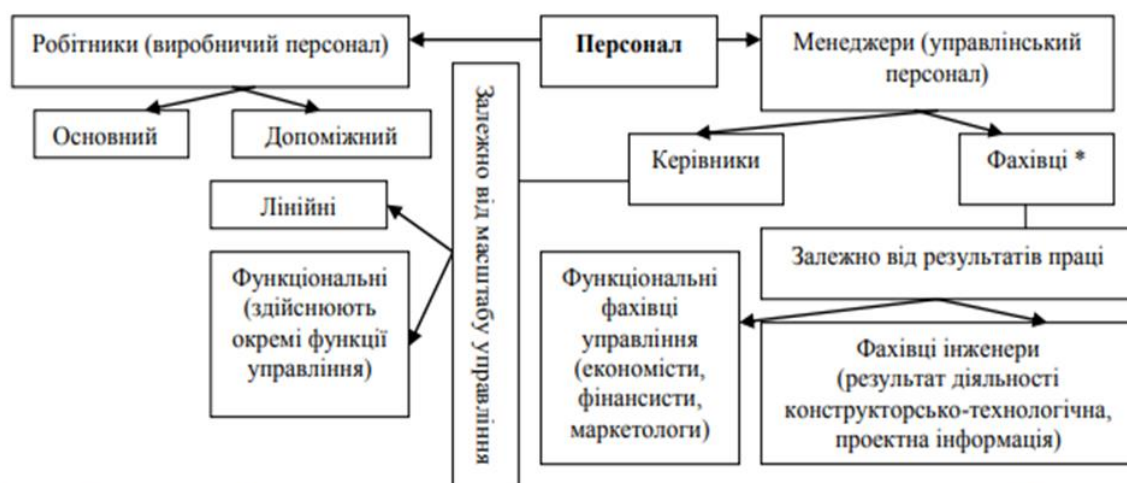 Робітники (виробничий персонал)
Персонал
Менеджери (управлінський
персонал)
Основний
Допоміжний
Керівники
Фахівці *
Залежно від масштабу управління
Лінійні
Функціональні
(здійснюють
окремі функції
управління)
Залежно від результатів праці
Функціональні
фахівці
управління
(економісти,
фінансисти,
маркетологи)
Фахівці інженери
(результат діяльності
конструкторсько-технологічна,
проектна інформація)